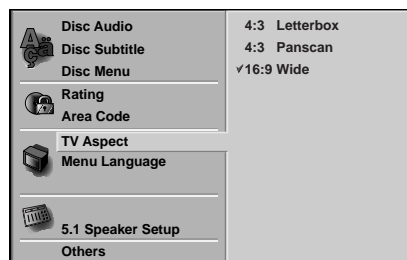 Disc Audio
Disc Subtitle
Disc Menu
Rating
Area Code
TV Aspect
Menu Language
5.1 Speaker Setup
Others
4:3 Letterbox
4:3 Panscan
✓16:9 Wide